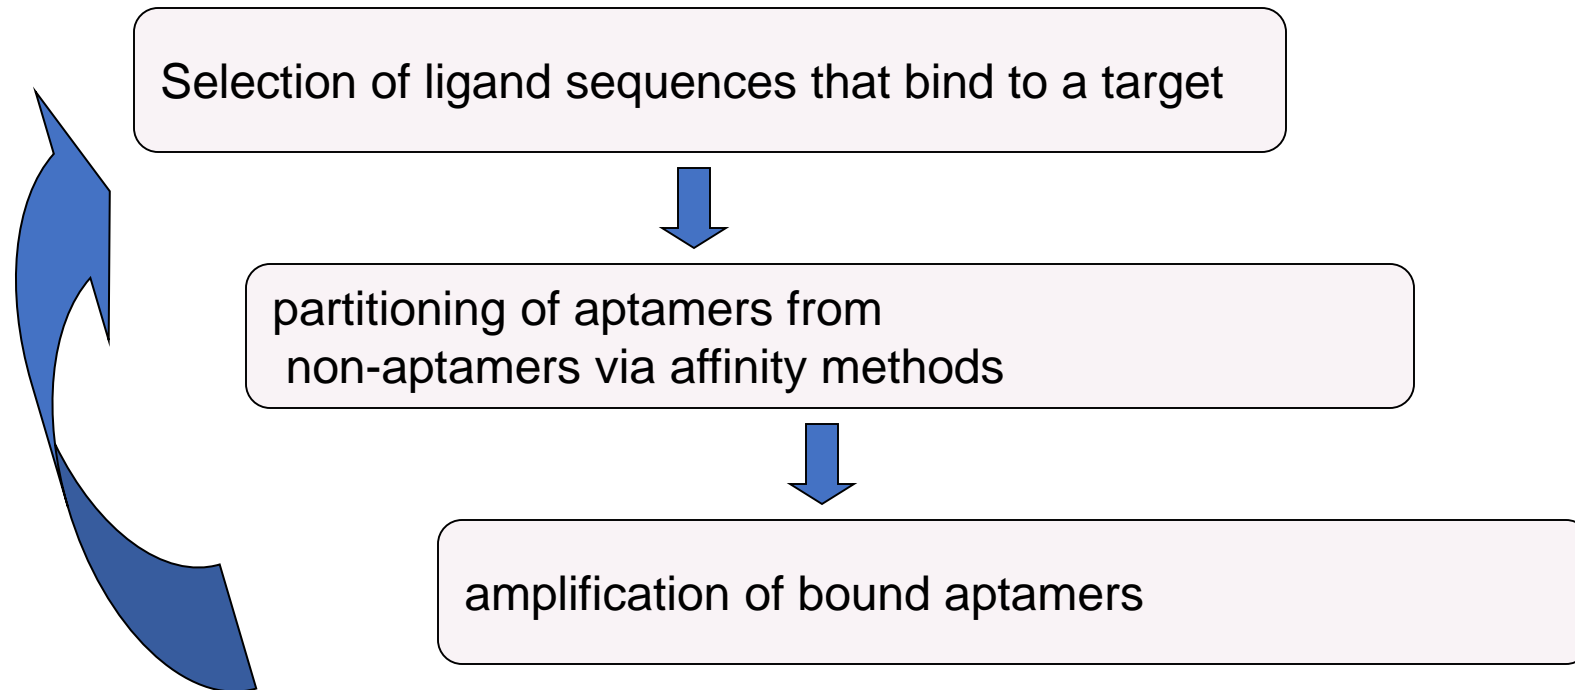 Selection of ligand sequences that bind to a target
partitioning of aptamers from
non-aptamers via affinity methods
amplification of bound aptamers